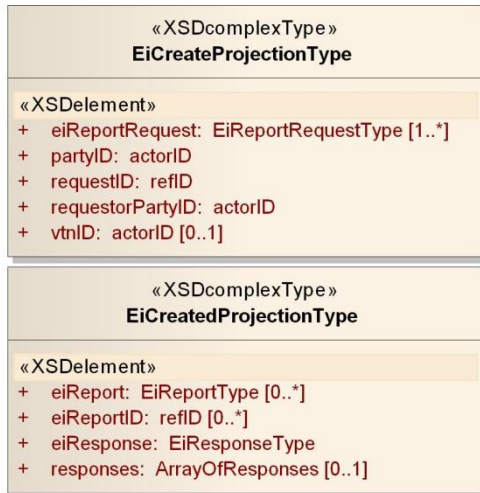 «XSDcomplexType»
EiCreateProjectionType
«XSDelement»
+ eiReportRequest: EiReportRequestType [1..*]
+ partyID: actorID
+ requestID: refID
+ requestorPartyID: actorID
+ vtnID: actorID [0..1]
«XSDcomplexType»
EiCreatedProjectionType
«XSDelement»
+ eiReport: EiReportType [0..*]
+ eiReportID: refID [0..*]
+ eiResponse: EiResponseType
+ responses: ArrayOfResponses [0..1]